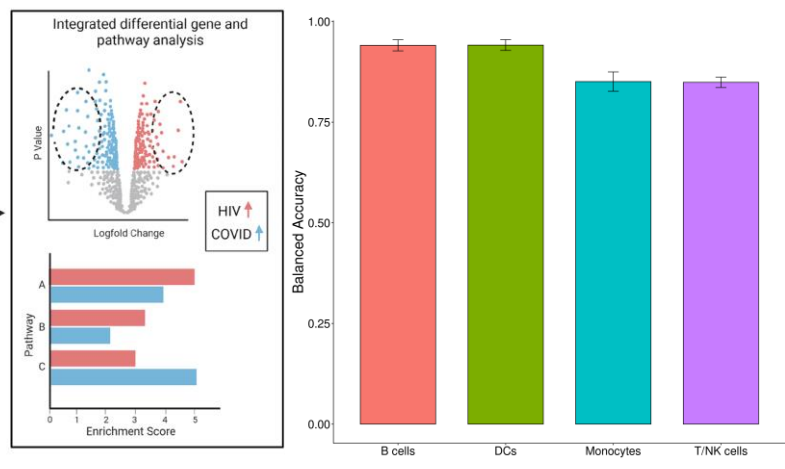 Integrated differential gene and
pathway analysis
P Value
Logfold Change
HIV
COVID
Pathway
A
B
C
0 1 2 3 4 5
Enrichment Score
Balanced Accuracy
1.00
0.75
0.50
0.25
0.00
B cells DCs Monocytes T/NK cells